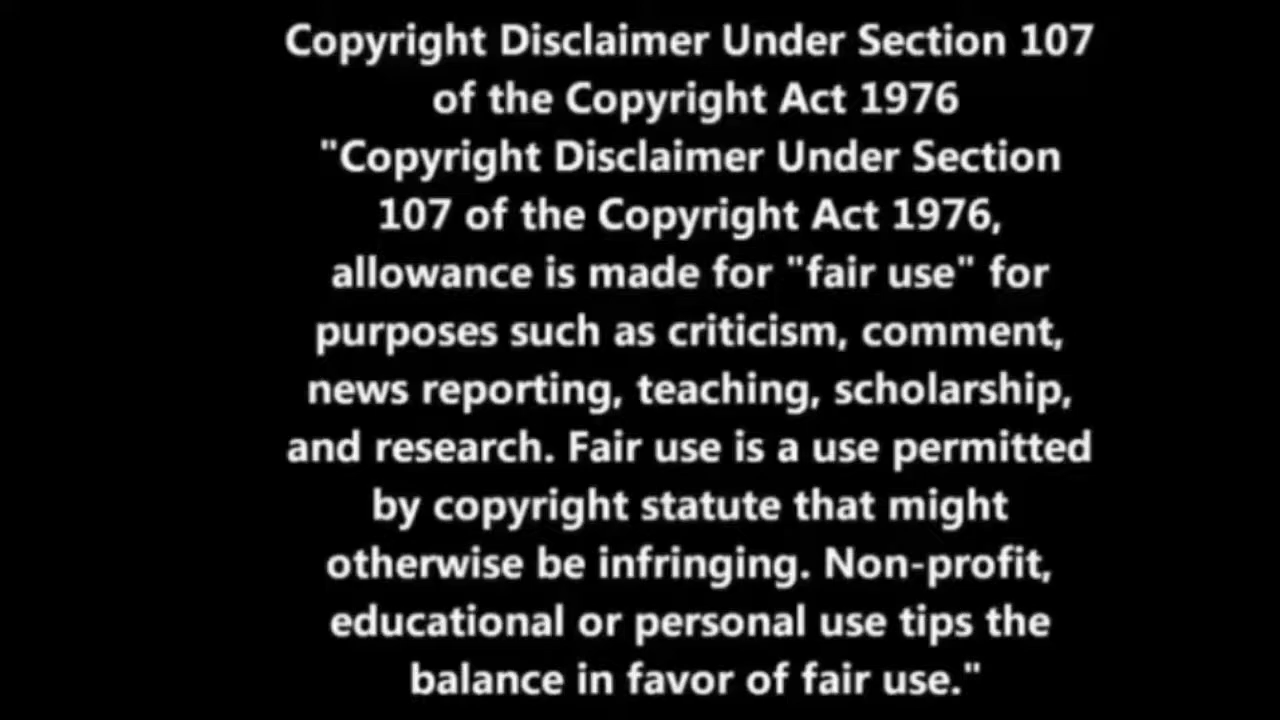 Copyright Disclaimer Under Section 107
of the Copyright Act 1976
"Copyright Disclaimer Under Section
107 of the Copyright Act 1976,
allowance is made for "fair use" for
purposes such as criticism, comment,
news reporting, teaching, scholarship,
and research. Fair use is a use permitted
by copyright statute that might
otherwise be infringing. Non-profit,
educational or personal use tips the
balance in favor of fair use."